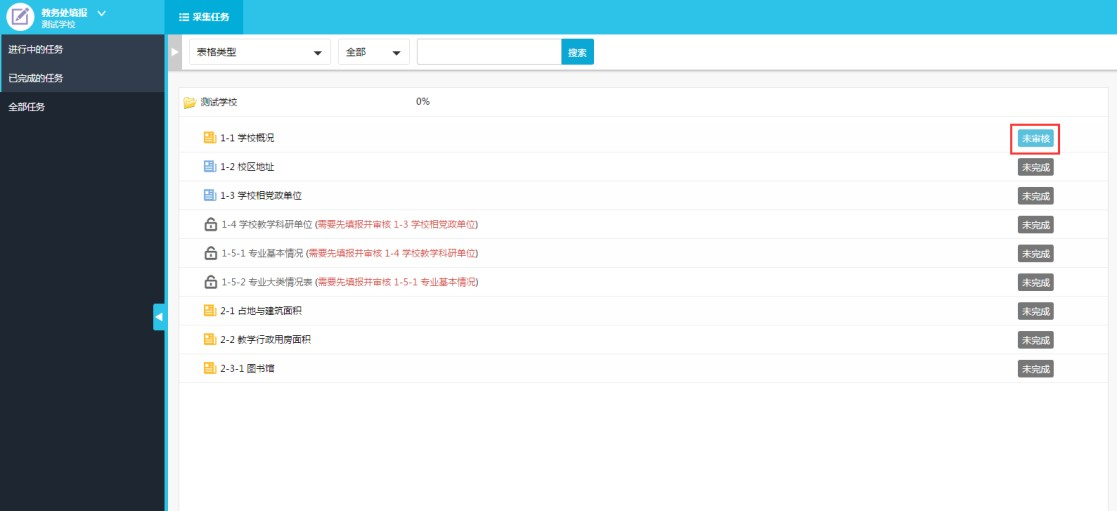 教务处填报
测试学校
采集任务
进行中的任务
已完成的任务
全部任务
表格类型 全部 搜索
测试学校 0%
1-1 学校概况 未审核
1-2 校区地址 未完成
1-3 学校相党政单位 未完成
1-4 学校教学科研单位 (需要先填报并审核 1-3 学校相党政单位) 未完成
1-5-1 专业基本情况 (需要先填报并审核 1-4 学校教学科研单位) 未完成
1-5-2 专业大类情况表 (需要先填报并审核 1-5-1 专业基本情况) 未完成
2-1 占地与建筑面积 未完成
2-2 教学行政用房面积 未完成
2-3-1 图书馆 未完成